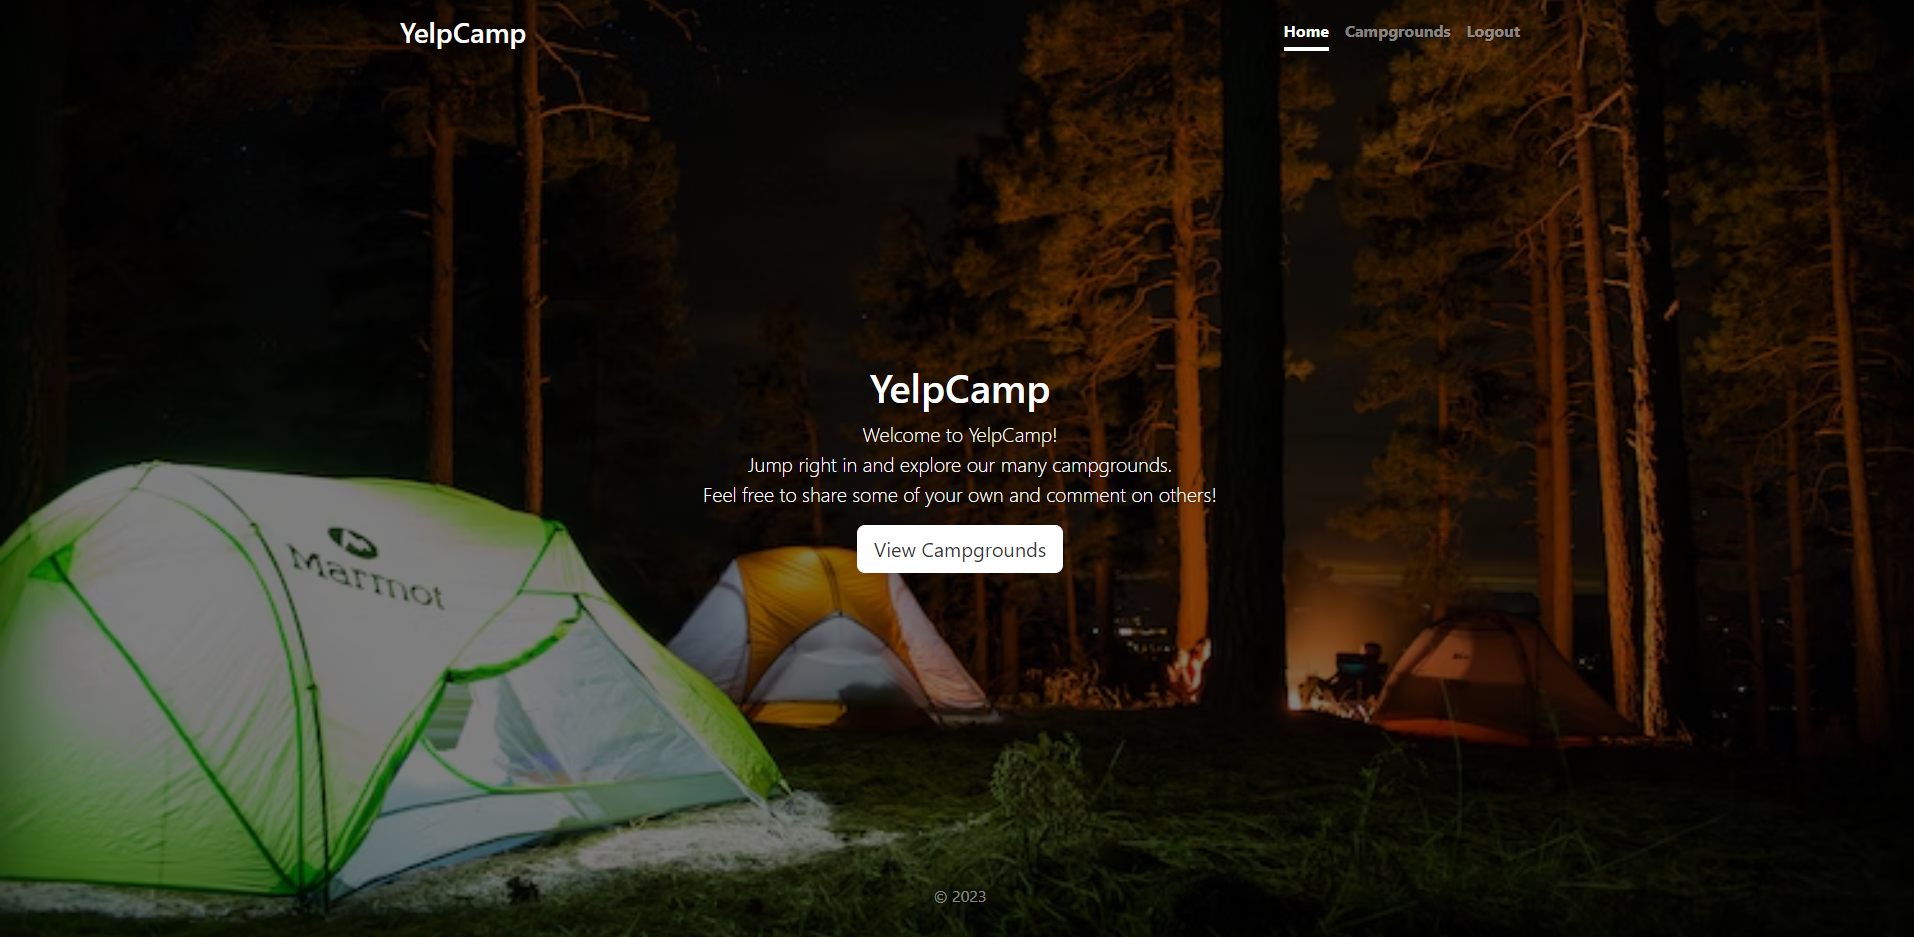 YelpCamp
Home Campgrounds Logout
YelpCamp
Welcome to YelpCamp!
Jump right in and explore our many campgrounds.
Feel free to share some of your own and comment on others!
View Campgrounds
Marmot
© 2023